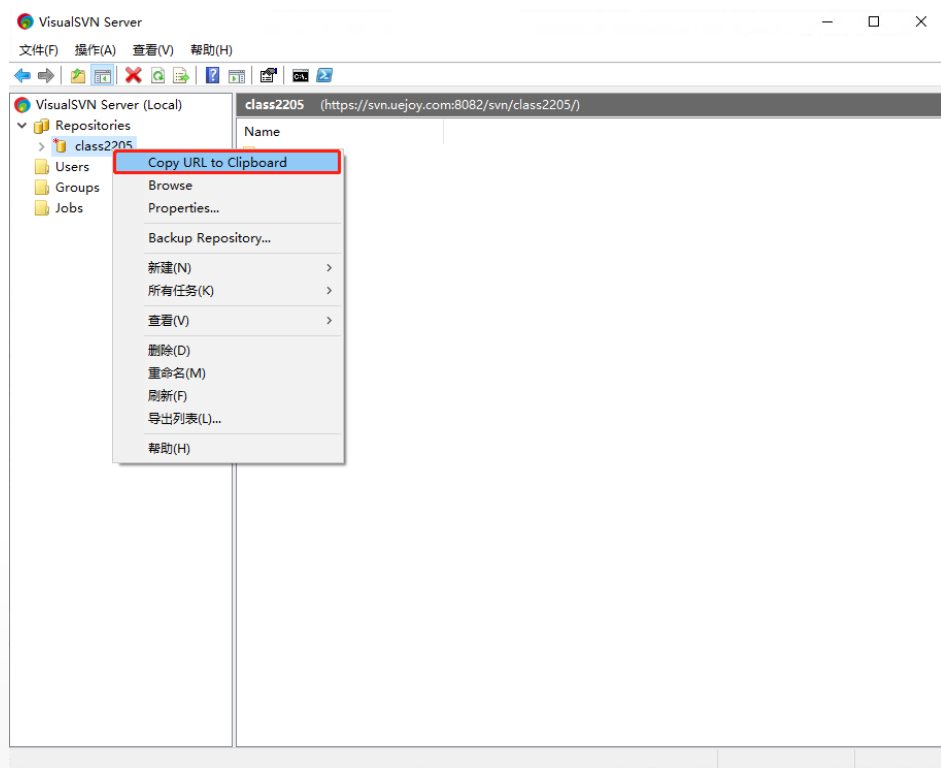 VisualSVN Server
文件(F) 操作(A) 查看(V) 帮助(H)
VisualSVN Server (Local)
Repositories
class2205
Users
Groups
Jobs
class2205 (https://svn.uejoy.com:8082/svn/class2205/)
Name
Copy URL to Clipboard
Browse
Properties...
Backup Repository...
新建(N)
所有任务(K)
查看(V)
删除(D)
重命名(M)
刷新(F)
导出列表(L)...
帮助(H)